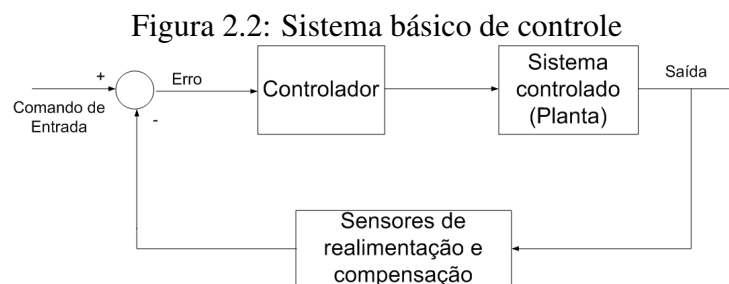 Figura 2.2: Sistema básico de controle
+
Erro
Comando de
Entrada
-
Controlador
Sistema
controlado
(Planta)
Saída
Sensores de
realimentação e
compensação